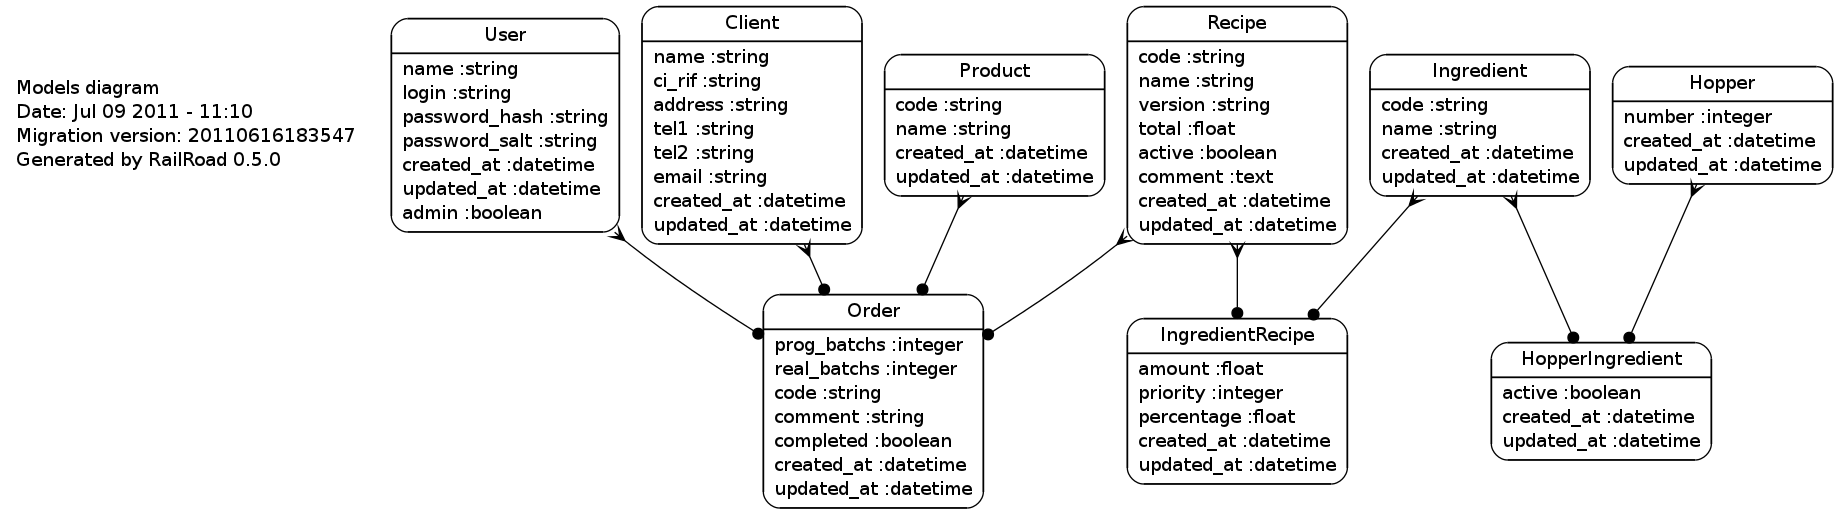 Models diagram
Date: Jul 09 2011 - 11:10
Migration version: 20110616183547
Generated by RailRoad 0.5.0
User
name :string
login :string
password_hash :string
password_salt :string
created_at :datetime
updated_at :datetime
admin :boolean
Client
name :string
ci_rif :string
address :string
tel1 :string
tel2 :string
email :string
created_at :datetime
updated_at :datetime
Product
code :string
name :string
created_at :datetime
updated_at :datetime
Recipe
code :string
name :string
version :string
total :float
active :boolean
comment :text
created_at :datetime
updated_at :datetime
Ingredient
code :string
name :string
created_at :datetime
updated_at :datetime
Hopper
number :integer
created_at :datetime
updated_at :datetime
Order
prog_batchs :integer
real_batchs :integer
code :string
comment :string
completed :boolean
created_at :datetime
updated_at :datetime
IngredientRecipe
amount :float
priority :integer
percentage :float
created_at :datetime
updated_at :datetime
HopperIngredient
active :boolean
created_at :datetime
updated_at :datetime